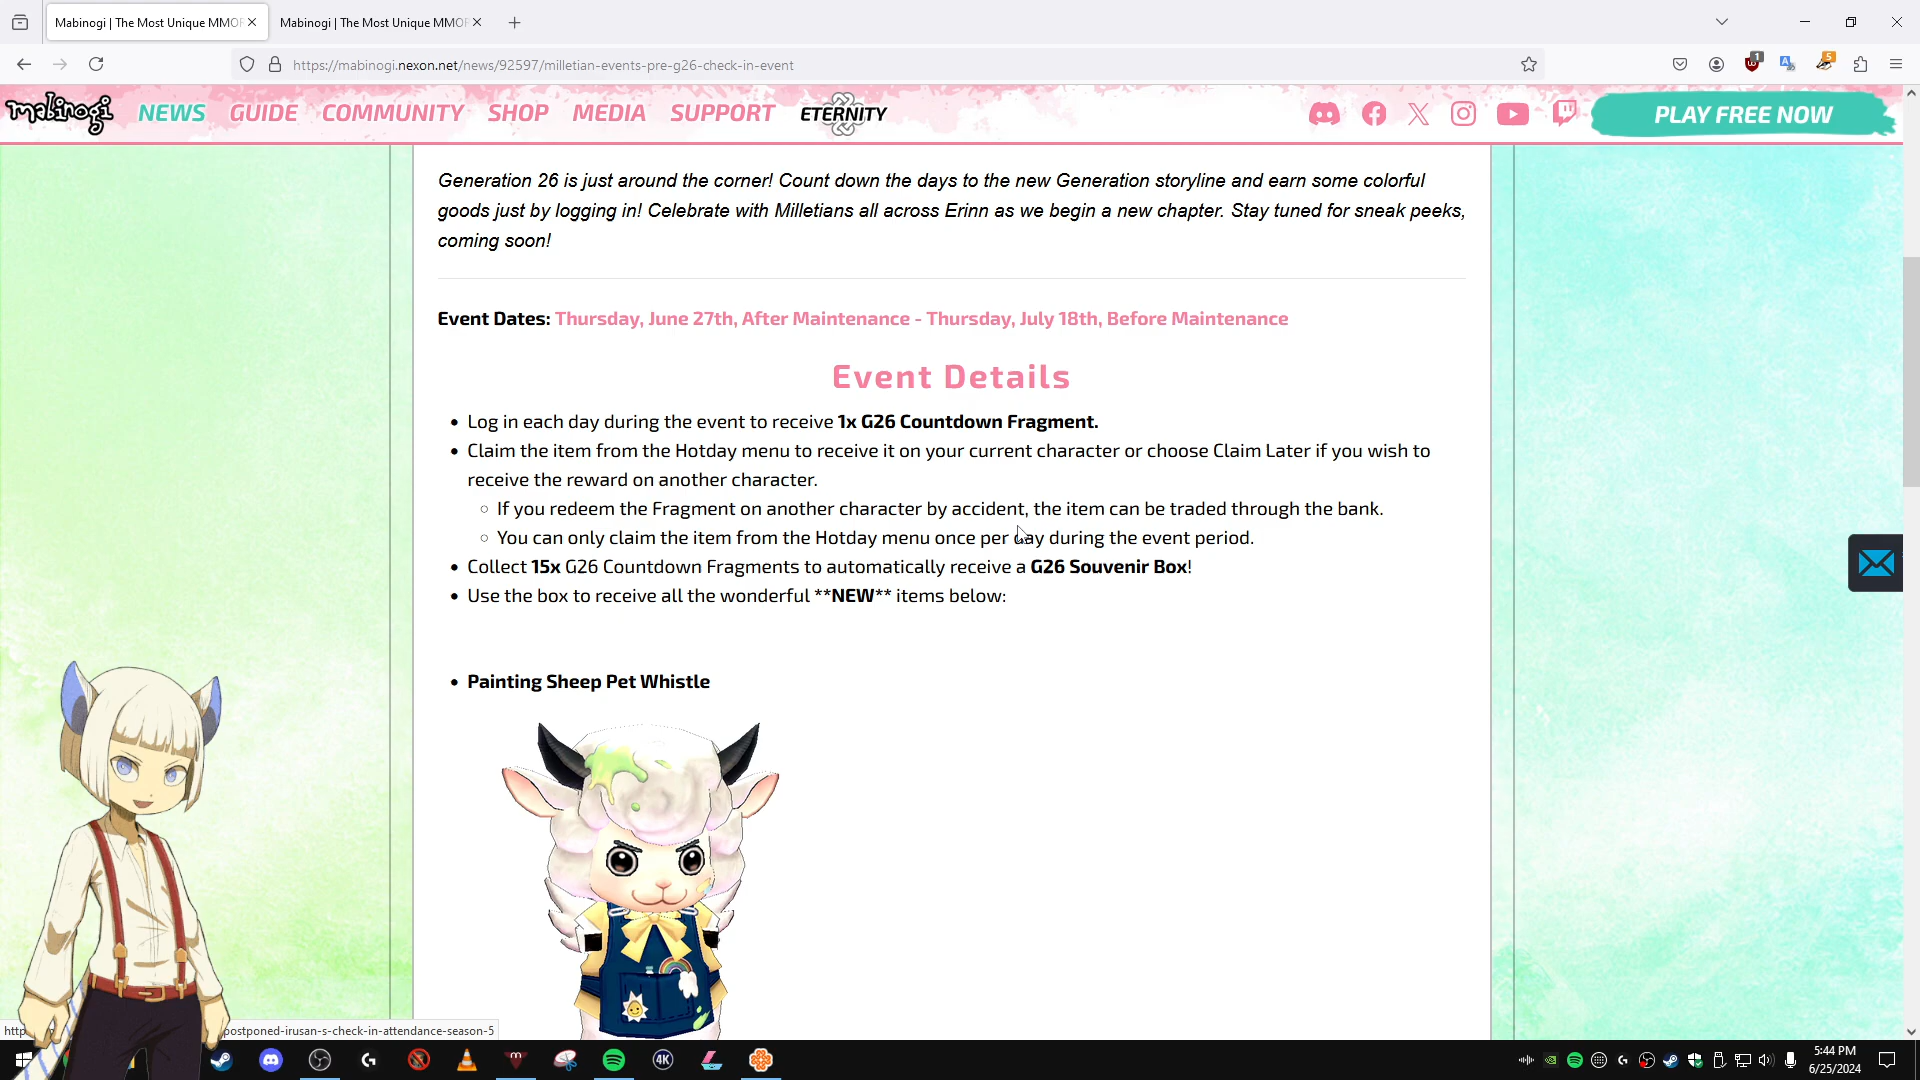 Mabinogi | The Most Unique MMOR
Mabinogi | The Most Unique MMOR
https://mabinogi.nexon.net/news/92597/milletian-events-pre-g26-check-in-event
1
5
mabinogi
NEWS
GUIDE
COMMUNITY
SHOP
MEDIA
SUPPORT
ETERNITY
PLAY FREE NOW
Generation 26 is just around the corner! Count down the days to the new Generation storyline and earn some colorful
goods just by logging in! Celebrate with Milletians all across Erinn as we begin a new chapter. Stay tuned for sneak peeks,
coming soon!
Event Dates: Thursday, June 27th, After Maintenance - Thursday, July 18th, Before Maintenance
Event Details
• Log in each day during the event to receive 1x G26 Countdown Fragment.
• Claim the item from the Hotday menu to receive it on your current character or choose Claim Later if you wish to
receive the reward on another character.
◦ If you redeem the Fragment on another character by accident, the item can be traded through the bank.
◦ You can only claim the item from the Hotday menu once per day during the event period.
• Collect 15x G26 Countdown Fragments to automatically receive a G26 Souvenir Box!
• Use the box to receive all the wonderful **NEW** items below:
• Painting Sheep Pet Whistle
postponed-irusan-s-check-in-attendance-season-5
4K
5:44 PM
6/25/2024